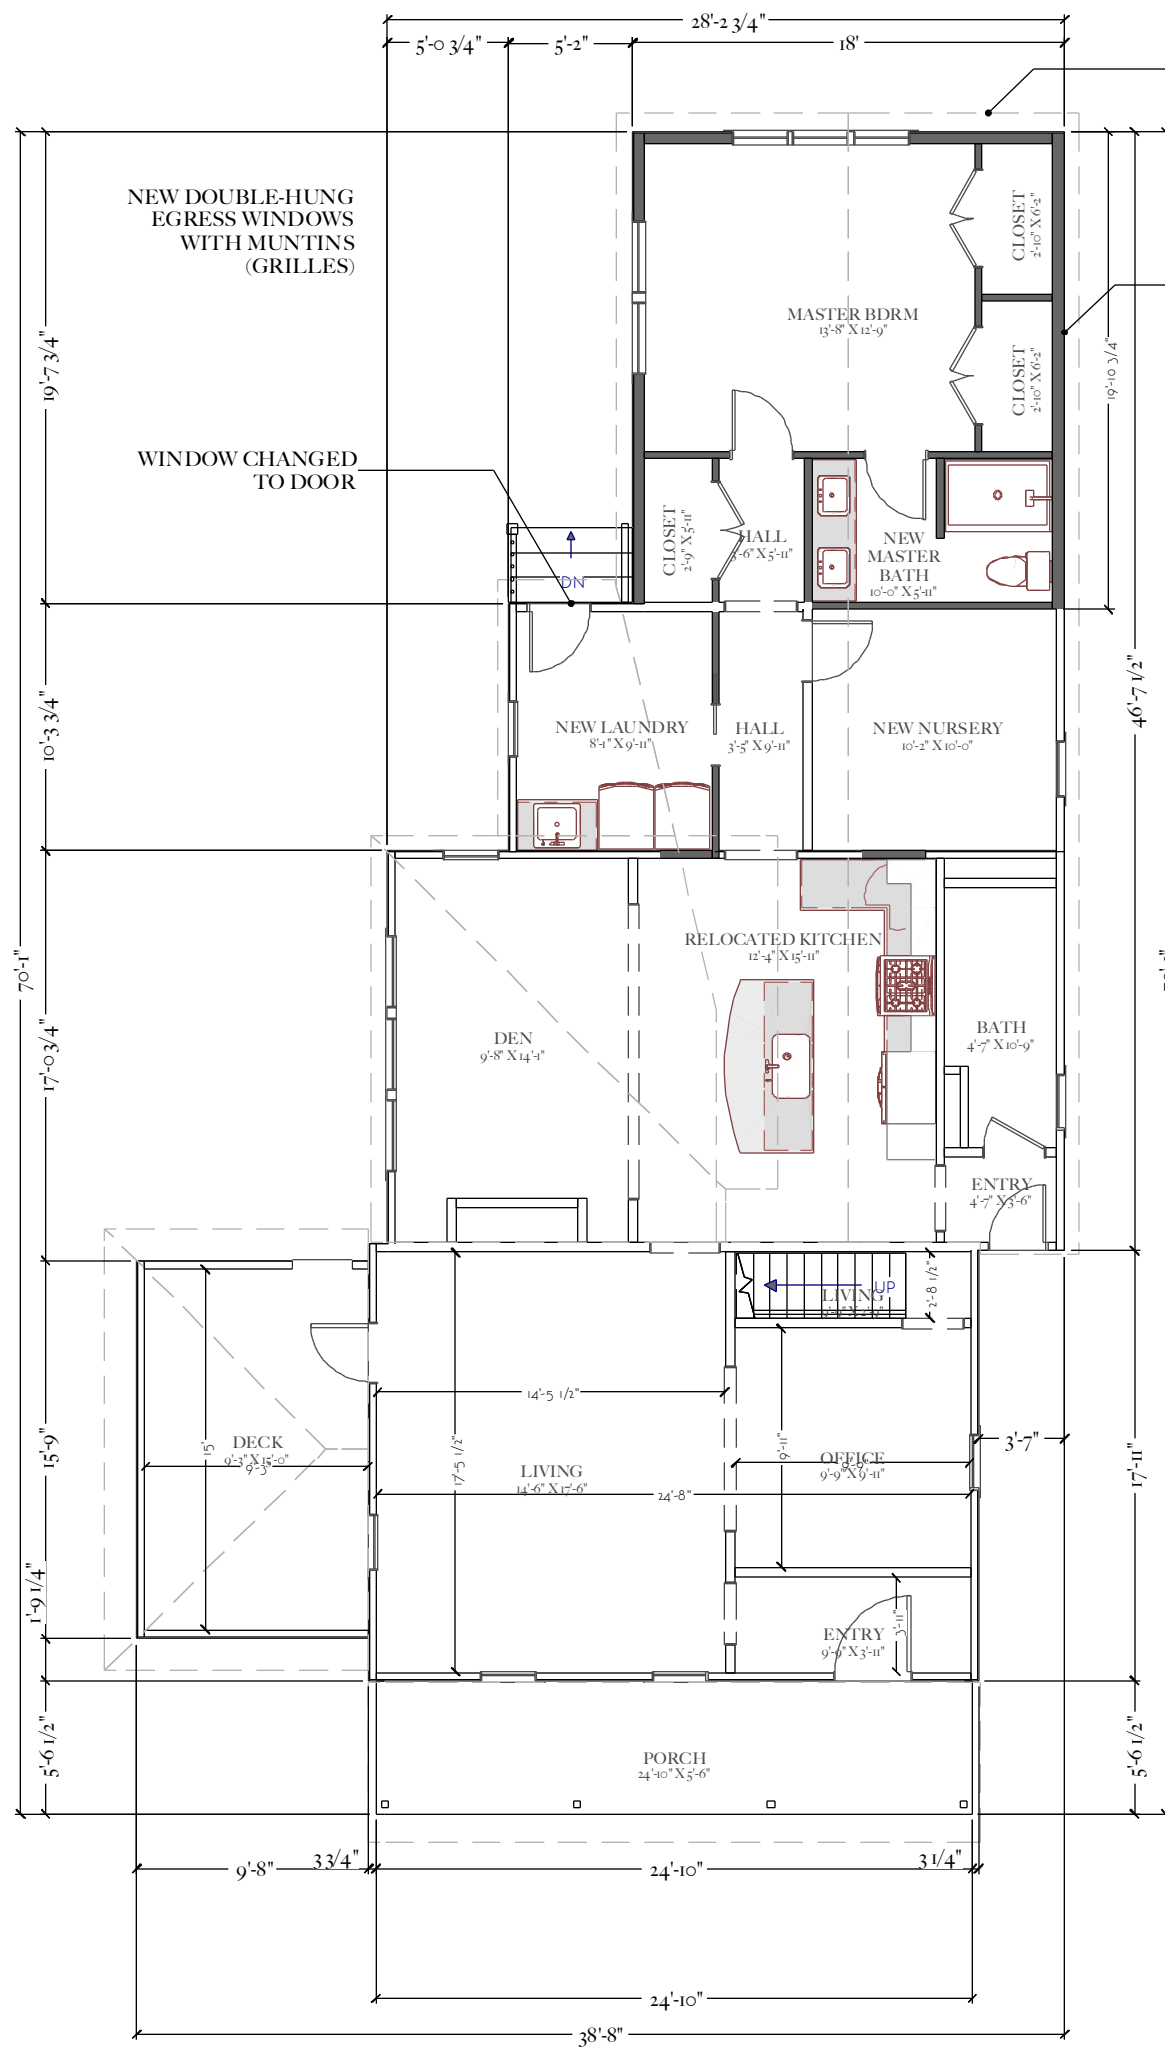 28'-2 3/4"
5'-0 3/4"
5'-2"
18'
NEW DOUBLE-HUNG
EGRESS WINDOWS
WITH MUNTINS
(GRILLES)
CLOSET
2'-10" X 6'-2"
MASTER BDRM
13'-8" X 12'-9"
19'-7 3/4"
CLOSET
2'-10" X 6'-2"
19'-10 3/4"
WINDOW CHANGED
TO DOOR
CLOSET
2'-9" X 5'-11"
HALL
3'-6" X 5'-11"
NEW
MASTER
BATH
10'-0" X 5'-11"
DN
46'-7 1/2"
10'-3 3/4"
NEW LAUNDRY
8'-1" X 9'-11"
HALL
3'-5" X 9'-11"
NEW NURSERY
10'-2" X 10'-0"
RELOCATED KITCHEN
12'-4" X 15'-11"
70'-1"
17'-0 3/4"
DEN
9'-8" X 14'-1"
BATH
4'-7" X 10'-9"
ENTRY
4'-7" X 3'-6"
UP
LIVING
2'-8 1/2"
14'-5 1/2"
15'-9"
DECK
9'-3" X 15'-0"
9'-3"
15'
17'-5 1/2"
LIVING
14'-6" X 17'-6"
24'-8"
9'-11"
OFFICE
9'-9" X 9'-11"
3'-7"
17'-11"
1'-9 1/4"
ENTRY
9'-9" X 3'-11"
3'-11"
5'-6 1/2"
PORCH
24'-10" X 5'-6"
5'-6 1/2"
9'-8"
3 3/4"
24'-10"
3 1/4"
24'-10"
38'-8"